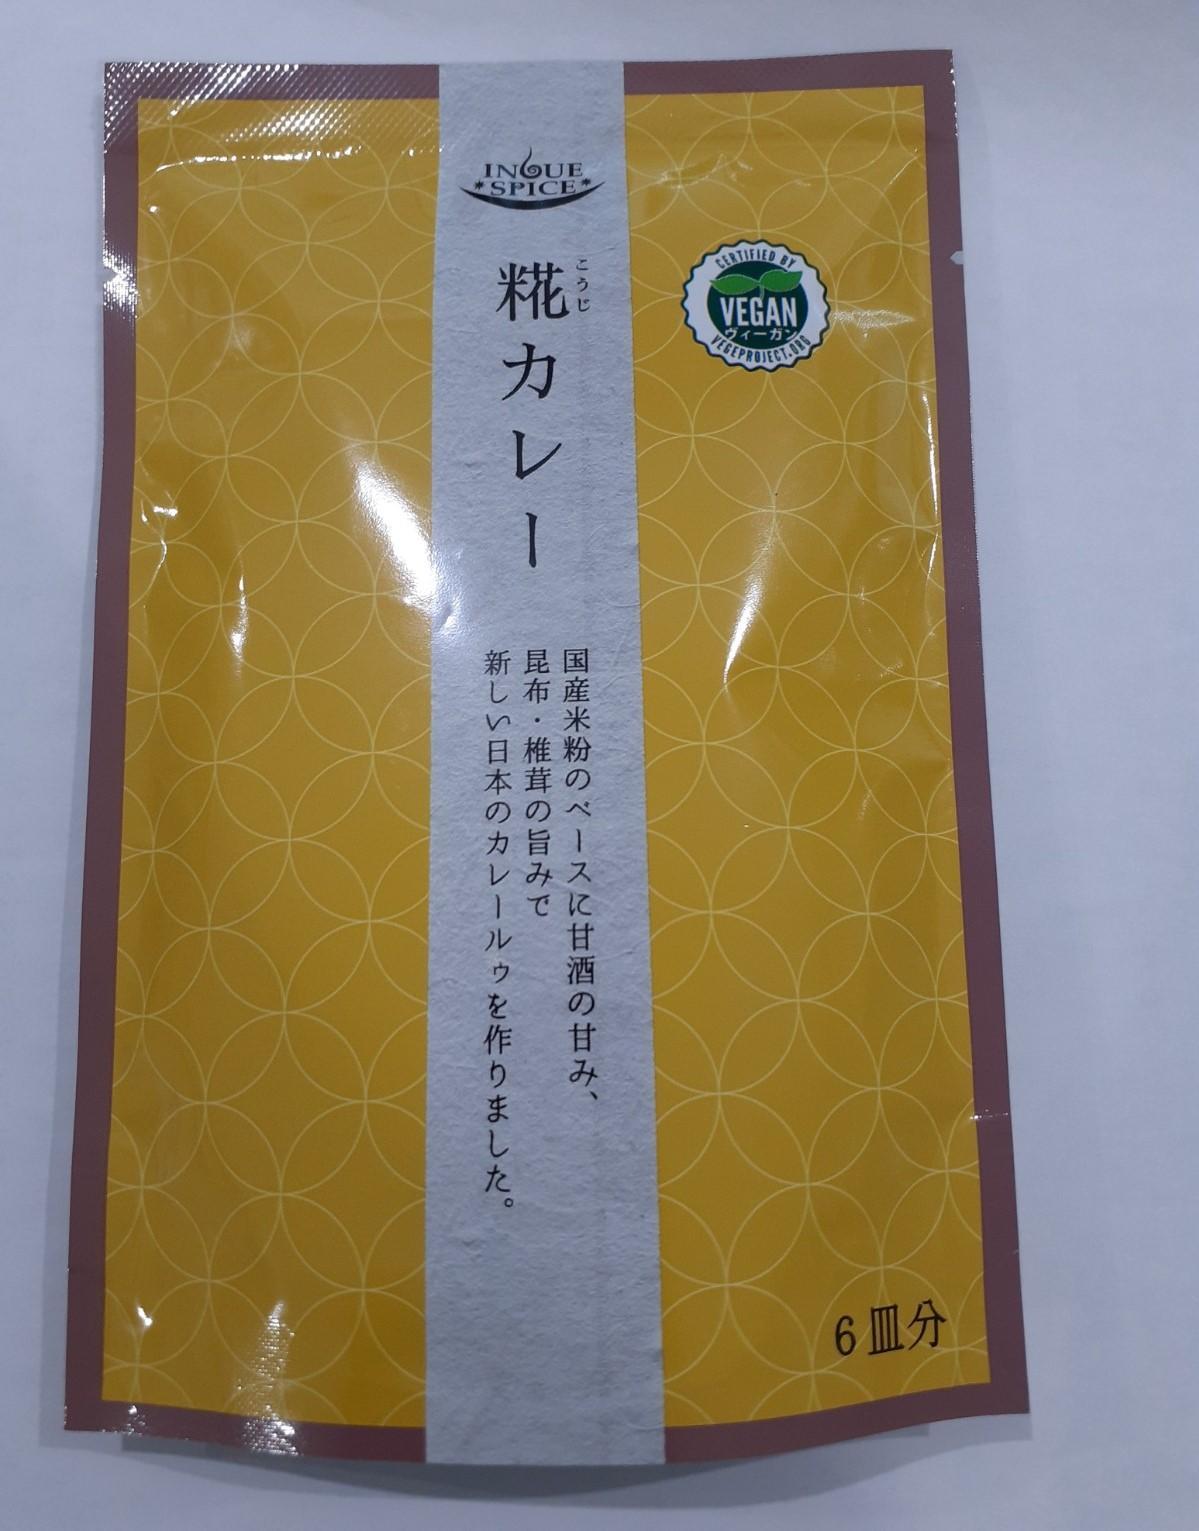 INOUE
SPICE
糀カレー
こうじ
CERTIFIED BY
VEGAN
ヴィーガン
VEGEPROJECT.ORG
国産米粉のベースに甘酒の甘み、
昆布・椎茸の旨みで
新しい日本のカレールゥを作りました。
6皿分